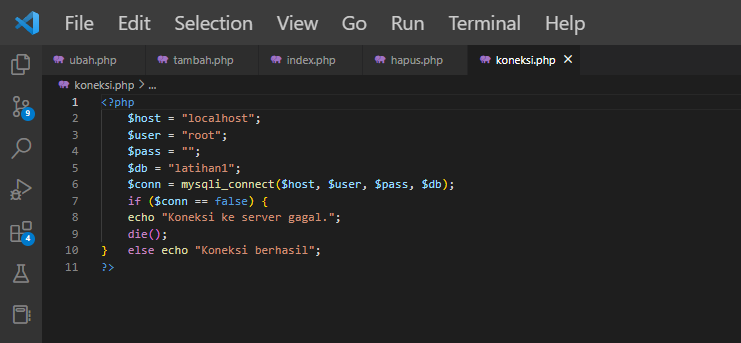 File Edit Selection View Go Run Terminal Help
ubah.php tambah.php index.php hapus.php koneksi.php ×
koneksi.php > ...
1 <?php
2 $host = "localhost";
3 $user = "root";
4 $pass = "";
5 $db = "latihan1";
6 $conn = mysqli_connect($host, $user, $pass, $db);
7 if ($conn == false) {
8 echo "Koneksi ke server gagal.";
9 die();
10 } else echo "Koneksi berhasil";
11 ?>
9
4